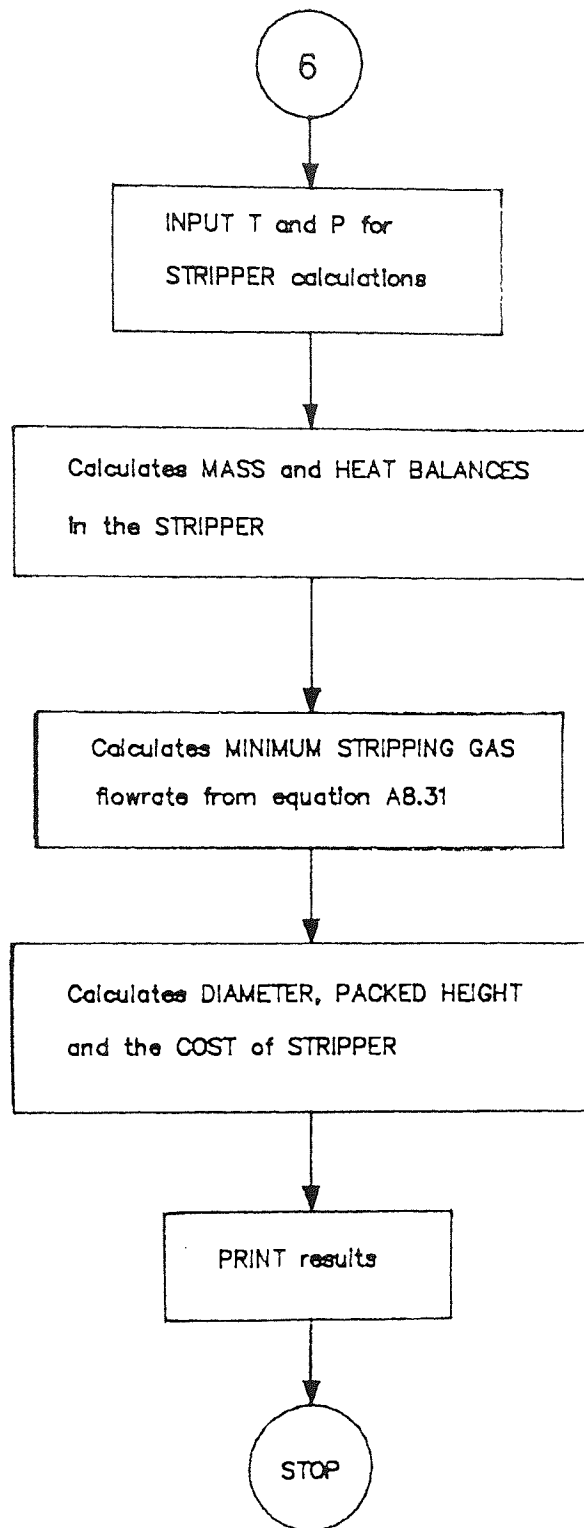 6
INPUT T and P for
STRIPPER calculations
Calculates MASS and HEAT BALANCES
in the STRIPPER
Calculates MINIMUM STRIPPING GAS
flowrate from equation A8.31
Calculates DIAMETER, PACKED HEIGHT
and the COST of STRIPPER
PRINT results
STOP